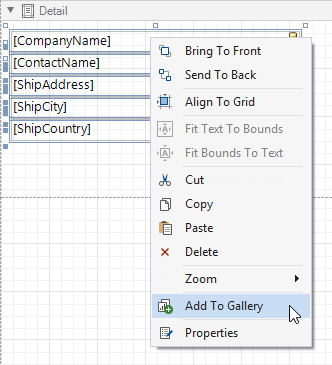 Detail
[CompanyName]
[ContactName]
[ShipAddress]
[ShipCity]
[ShipCountry]
Bring To Front
Send To Back
Align To Grid
Fit Text To Bounds
Fit Bounds To Text
Cut
Copy
Paste
Delete
Zoom
Add To Gallery
Properties